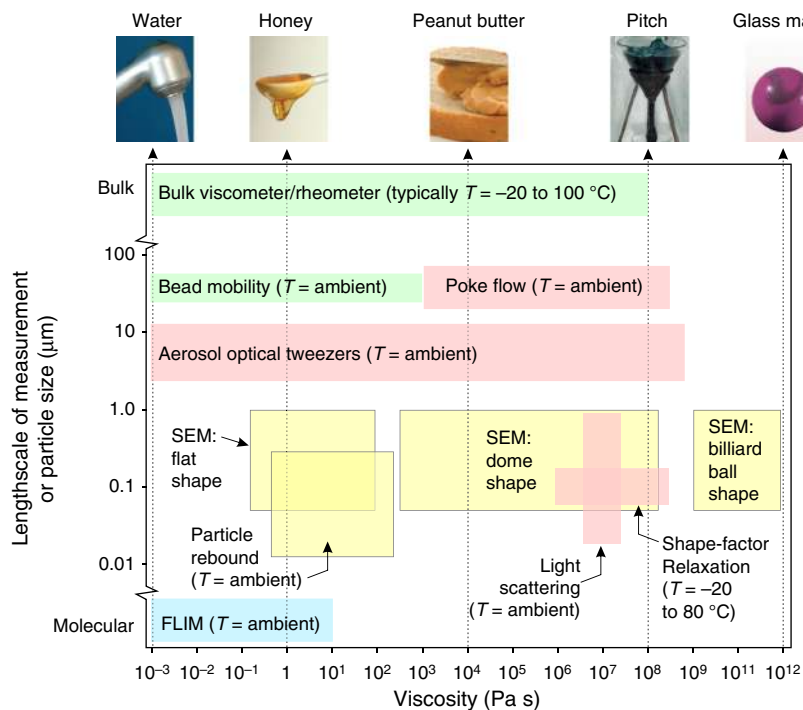 Water
Honey
Peanut butter
Pitch
Glass ma
Bulk
Bulk viscometer/rheometer (typically T = –20 to 100 °C)
100
Bead mobility (T = ambient)
Poke flow (T = ambient)
10
Aerosol optical tweezers (T = ambient)
1.0
SEM:
flat
shape
SEM:
dome
shape
SEM:
billiard
ball
shape
0.1
Particle
rebound
(T = ambient)
Light
scattering
(T = ambient)
Shape-factor
Relaxation
(T = –20
to 80 °C)
0.01
Molecular
FLIM (T = ambient)
Lengthscale of measurement
or particle size (μm)
10⁻³ 10⁻² 10⁻¹ 1 10¹ 10² 10³ 10⁴ 10⁵ 10⁶ 10⁷ 10⁸ 10⁹ 10¹¹ 10¹²
Viscosity (Pa s)